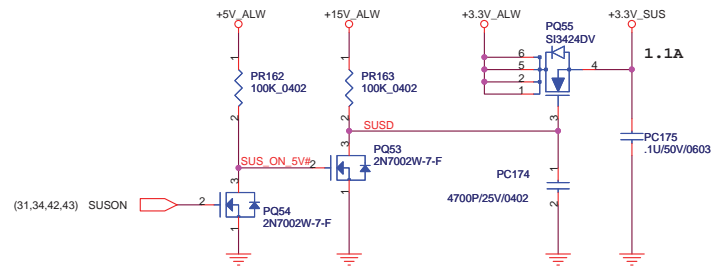 +5V_ALW
+15V_ALW
+3.3V_ALW
+3.3V_SUS
PQ55
SI3424DV
1.1A
1
1
6
5
2
1
4
PR162
100K_0402
PR163
100K_0402
2
2
SUSD
3
PC175
.1U/50V/0603
SUS_ON_5V#
2
3
PQ53
2N7002W-7-F
1
PC174
1
4700P/25V/0402
2
(31,34,42,43) SUSON
2
3
PQ54
2N7002W-7-F
1